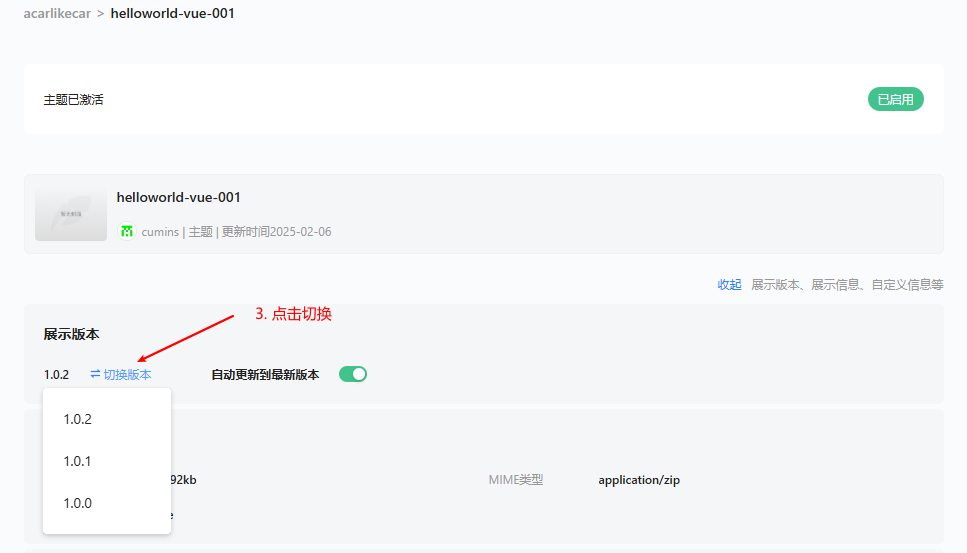 acarlikecar > helloworld-vue-001
主题已激活
已启用
helloworld-vue-001
cumins | 主题 | 更新时间2025-02-06
收起 展示版本、展示信息、自定义信息等
3. 点击切换
展示版本
1.0.2 切换版本 自动更新到最新版本
1.0.2
1.0.1
1.0.0
92kb MIME类型 application/zip